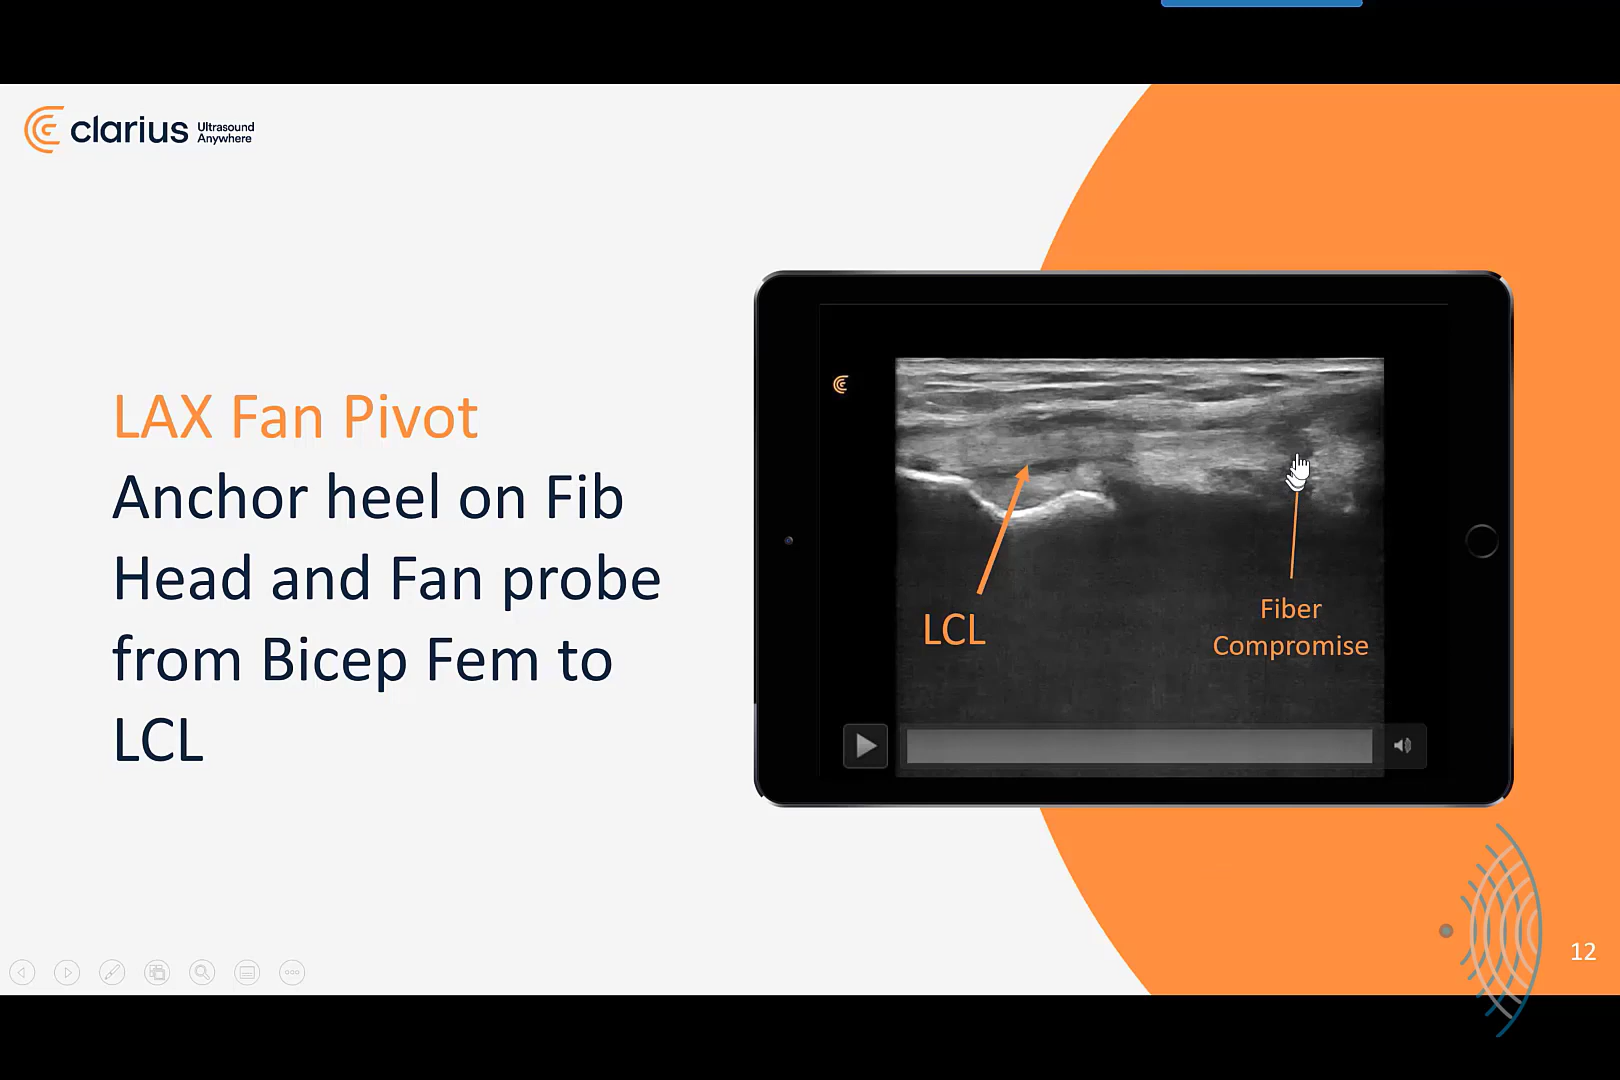 clarius Ultrasound
Anywhere
LAX Fan Pivot
Anchor heel on Fib
Head and Fan probe
from Bicep Fem to
LCL
LCL
Fiber
Compromise
12